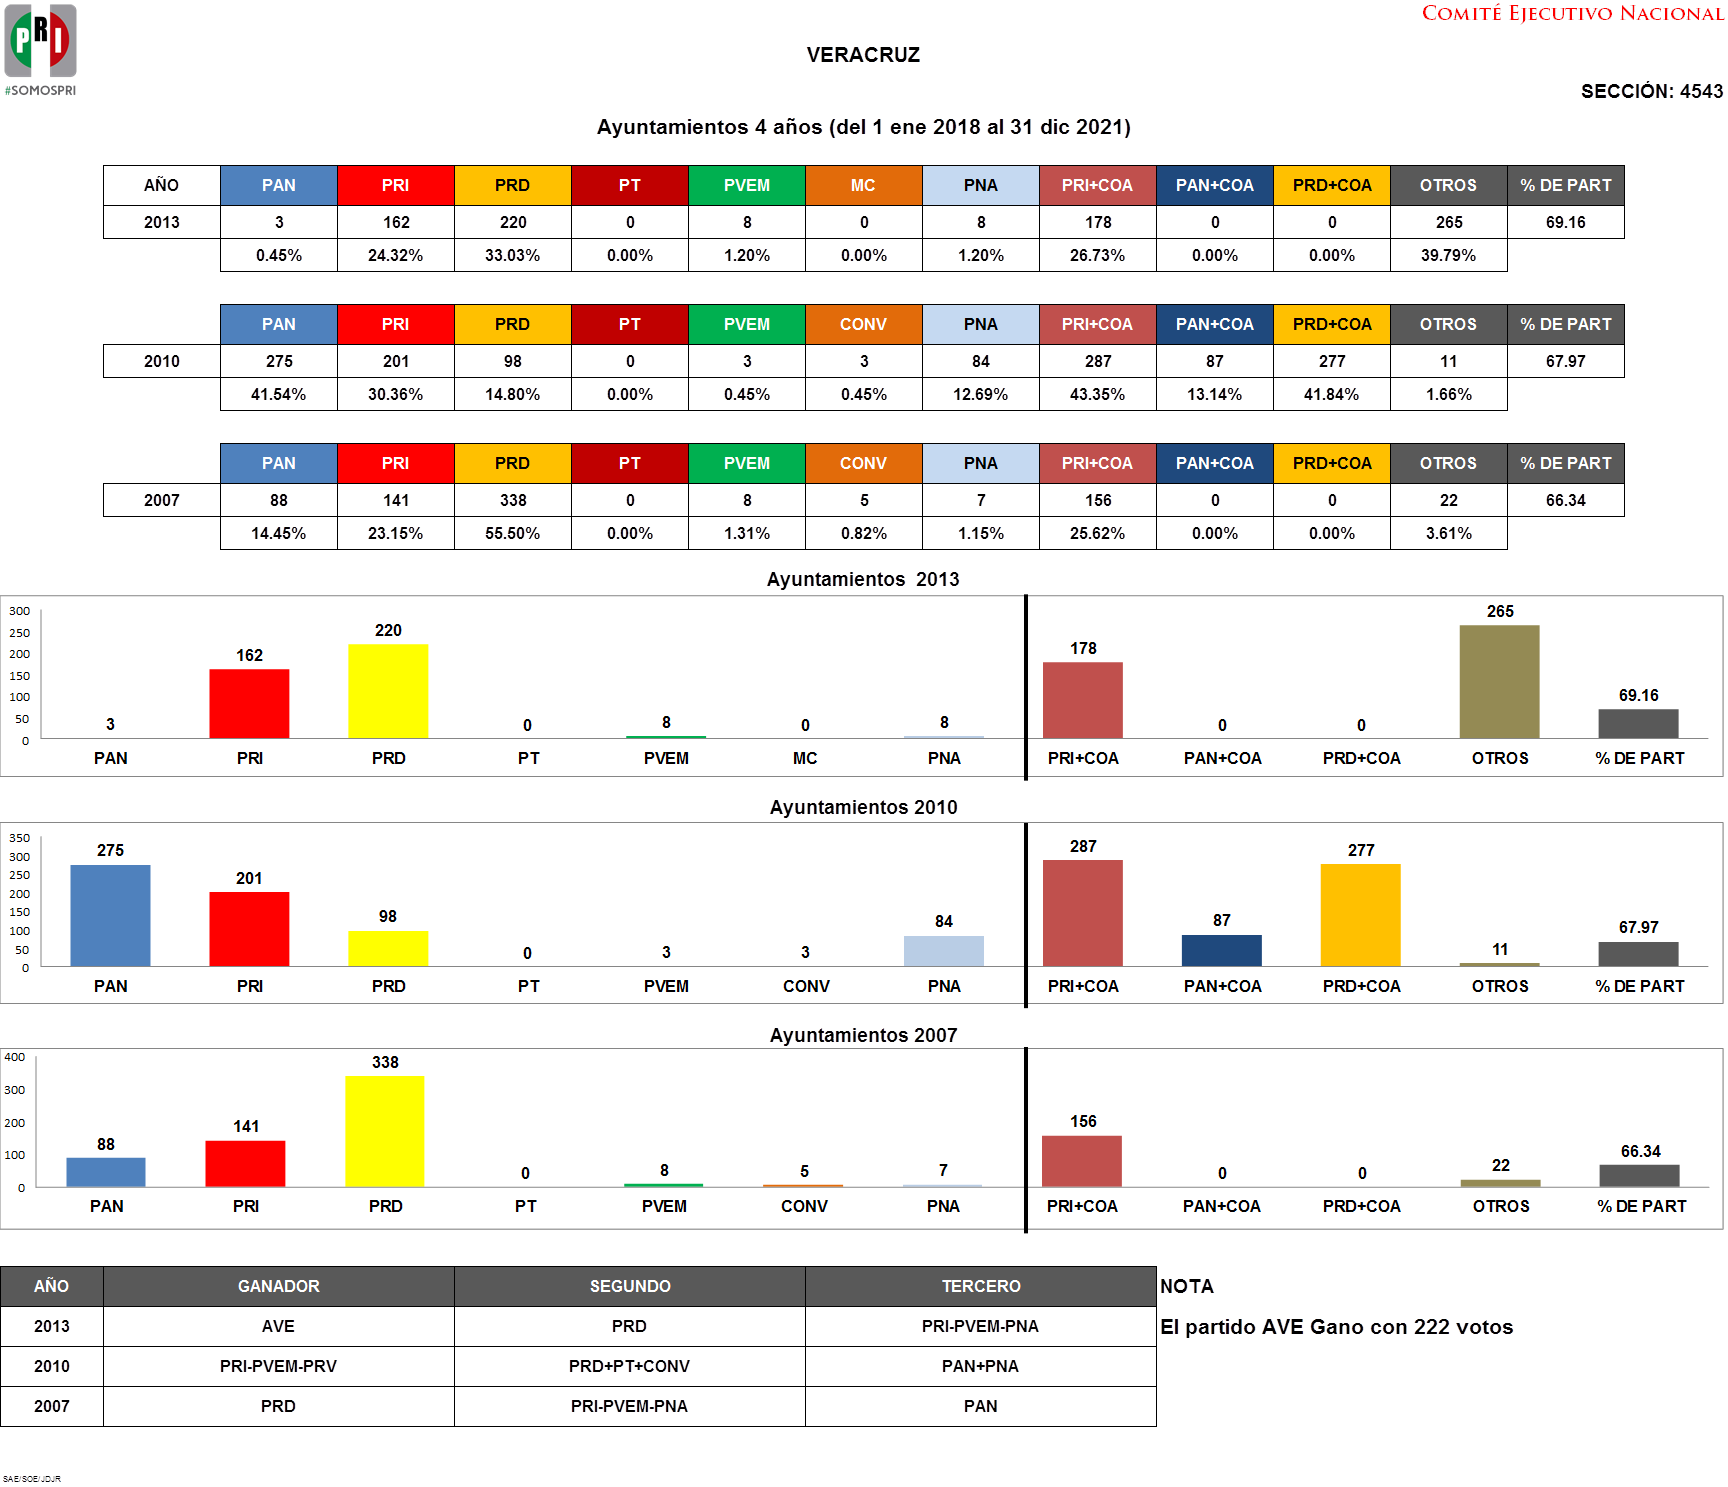 COMITÉ EJECUTIVO NACIONAL
PRI
#SOMOSPRI
VERACRUZ
SECCIÓN: 4543
Ayuntamientos 4 años (del 1 ene 2018 al 31 dic 2021)
AÑO PAN PRI PRD PT PVEM MC PNA PRI+COA PAN+COA PRD+COA OTROS % DE PART
2013 3 162 220 0 8 0 8 178 0 0 265 69.16
0.45% 24.32% 33.03% 0.00% 1.20% 0.00% 1.20% 26.73% 0.00% 0.00% 39.79%
PAN PRI PRD PT PVEM CONV PNA PRI+COA PAN+COA PRD+COA OTROS % DE PART
2010 275 201 98 0 3 3 84 287 87 277 11 67.97
41.54% 30.36% 14.80% 0.00% 0.45% 0.45% 12.69% 43.35% 13.14% 41.84% 1.66%
PAN PRI PRD PT PVEM CONV PNA PRI+COA PAN+COA PRD+COA OTROS % DE PART
2007 88 141 338 0 8 5 7 156 0 0 22 66.34
14.45% 23.15% 55.50% 0.00% 1.31% 0.82% 1.15% 25.62% 0.00% 0.00% 3.61%
Ayuntamientos 2013
300
250
200
150
100
50
0
3 162 220 0 8 0 8 178 0 0 265 69.16
PAN PRI PRD PT PVEM MC PNA PRI+COA PAN+COA PRD+COA OTROS % DE PART
Ayuntamientos 2010
350
300
250
200
150
100
50
0
275 201 98 0 3 3 84 287 87 277 11 67.97
PAN PRI PRD PT PVEM CONV PNA PRI+COA PAN+COA PRD+COA OTROS % DE PART
Ayuntamientos 2007
400
300
200
100
0
88 141 338 0 8 5 7 156 0 0 22 66.34
PAN PRI PRD PT PVEM CONV PNA PRI+COA PAN+COA PRD+COA OTROS % DE PART
AÑO GANADOR SEGUNDO TERCERO NOTA
2013 AVE PRD PRI-PVEM-PNA El partido AVE Gano con 222 votos
2010 PRI-PVEM-PRV PRD+PT+CONV PAN+PNA
2007 PRD PRI-PVEM-PNA PAN
SAE/SOE/JDJR